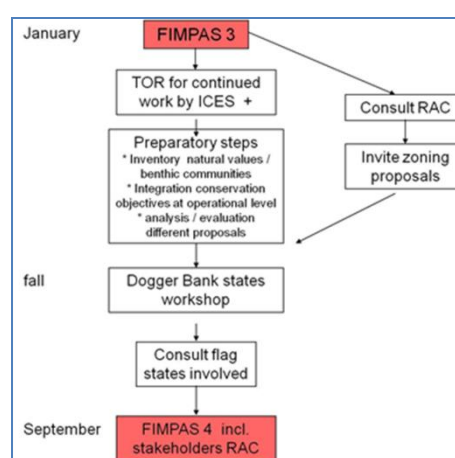 January
FIMPAS 3
TOR for continued
work by ICES +
Consult RAC
Preparatory steps
* Inventory natural values /
benthic communities
* Integration conservation
objectives at operational level
* analysis / evaluation
different proposals
Invite zoning
proposals
fall
Dogger Bank states
workshop
Consult flag
states involved
September
FIMPAS 4 incl.
stakeholders RAC